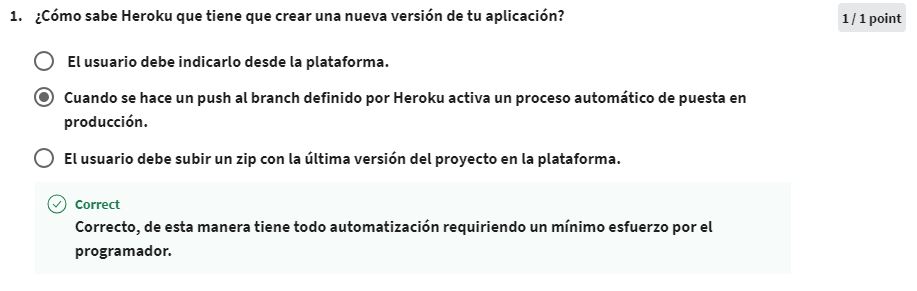 1. ¿Cómo sabe Heroku que tiene que crear una nueva versión de tu aplicación?
1 / 1 point
El usuario debe indicarlo desde la plataforma.
Cuando se hace un push al branch definido por Heroku activa un proceso automático de puesta en
producción.
El usuario debe subir un zip con la última versión del proyecto en la plataforma.
Correct
Correcto, de esta manera tiene todo automatización requiriendo un mínimo esfuerzo por el
programador.